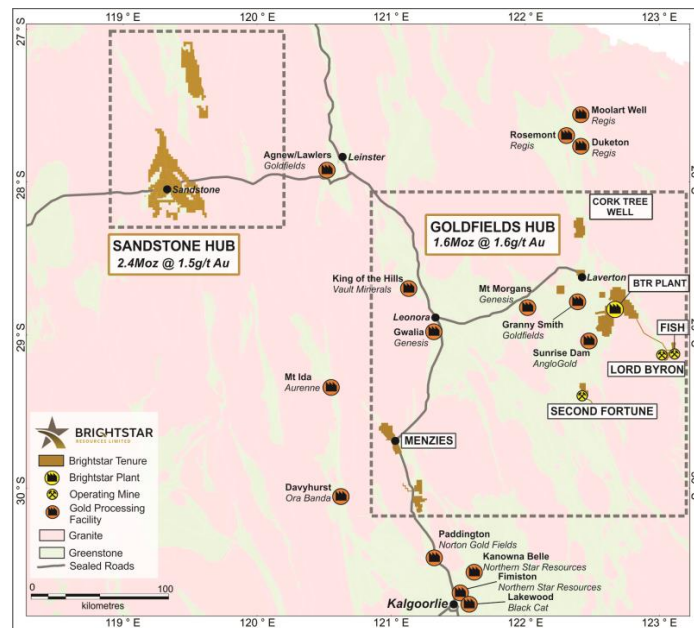 119 °E
120 °E
121 °E
122 °E
123 °E
27°S
28°S
29°S
30°S
Moolart Well
Regis
Rosemont
Regis
Duketon
Regis
Agnew/Lawlers
Goldfields
Leinster
Sandstone
SANDSTONE HUB
2.4Moz @ 1.5g/t Au
GOLDFIELDS HUB
1.6Moz @ 1.6g/t Au
CORK TREE
WELL
King of the Hills
Vault Minerals
Mt Morgans
Genesis
Laverton
BTR PLANT
Leonora
Gwalia
Genesis
Granny Smith
Goldfields
Sunrise Dam
AngloGold
FISH
LORD BYRON
Mt Ida
Aurenne
SECOND FORTUNE
MENZIES
Davyhurst
Ora Banda
Paddington
Norton Gold Fields
Kanowna Belle
Northern Star Resources
Fimiston
Northern Star Resources
Lakewood
Black Cat
Kalgoorlie
BRIGHTSTAR
RESOURCES LIMITED
Brightstar Tenure
Brightstar Plant
Operating Mine
Gold Processing
Facility
Granite
Greenstone
Sealed Roads
0
100
kilometres
119 °E
120 °E
121 °E
122 °E
123 °E